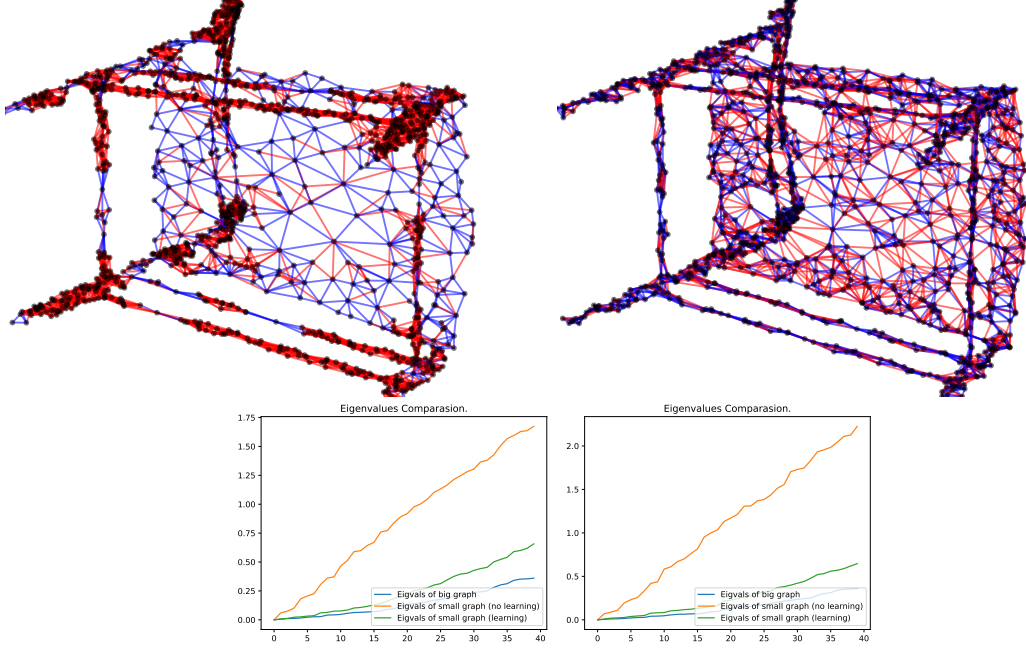 Eigenvalues Comparasion.
1.75
1.50
1.25
1.00
0.75
0.50
0.25
0.00
0 5 10 15 20 25 30 35 40
Eigvals of big graph
Eigvals of small graph (no learning)
Eigvals of small graph (learning)
Eigenvalues Comparasion.
2.0
1.5
1.0
0.5
0.0
0 5 10 15 20 25 30 35 40
Eigvals of big graph
Eigvals of small graph (no learning)
Eigvals of small graph (learning)